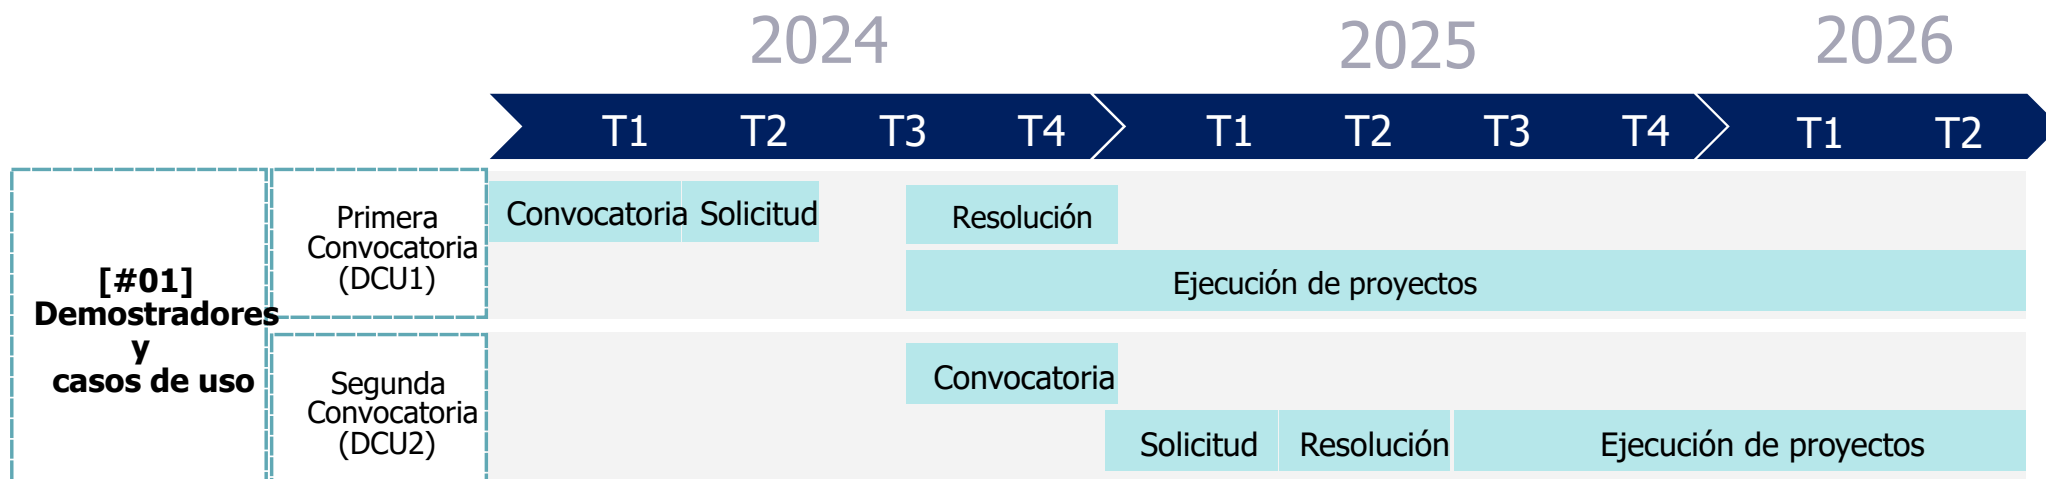 2024 2025 2026
T1 T2 T3 T4 T1 T2 T3 T4 T1 T2
[#01]
Demostradores
y
casos de uso
Primera
Convocatoria
(DCU1)
Convocatoria Solicitud Resolución
Ejecución de proyectos
Segunda
Convocatoria
(DCU2)
Convocatoria
Solicitud Resolución Ejecución de proyectos